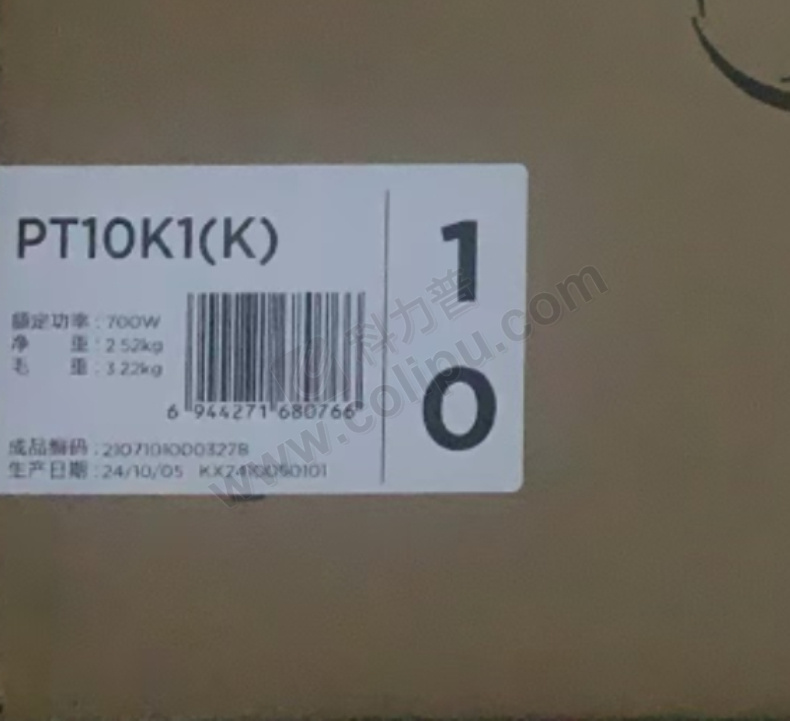 PT10K1(K)
额定功率：700W
净 重：2.52kg
毛 重：3.22kg
6 944271 680766
成品编码：21071010D03278
生产日期：24/10/05 KX2410050101
1
0
科力普
www.colipu.com